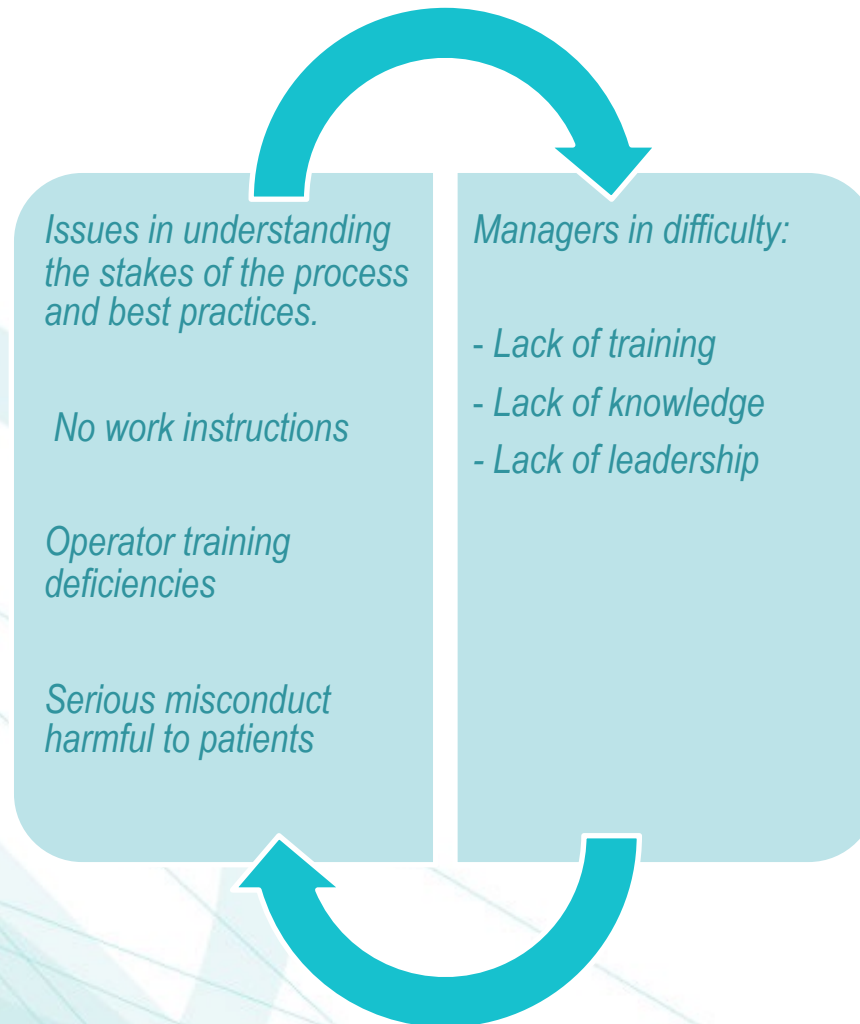 Issues in understanding
the stakes of the process
and best practices.
No work instructions
Operator training
deficiencies
Serious misconduct
harmful to patients
Managers in difficulty:
- Lack of training
- Lack of knowledge
- Lack of leadership